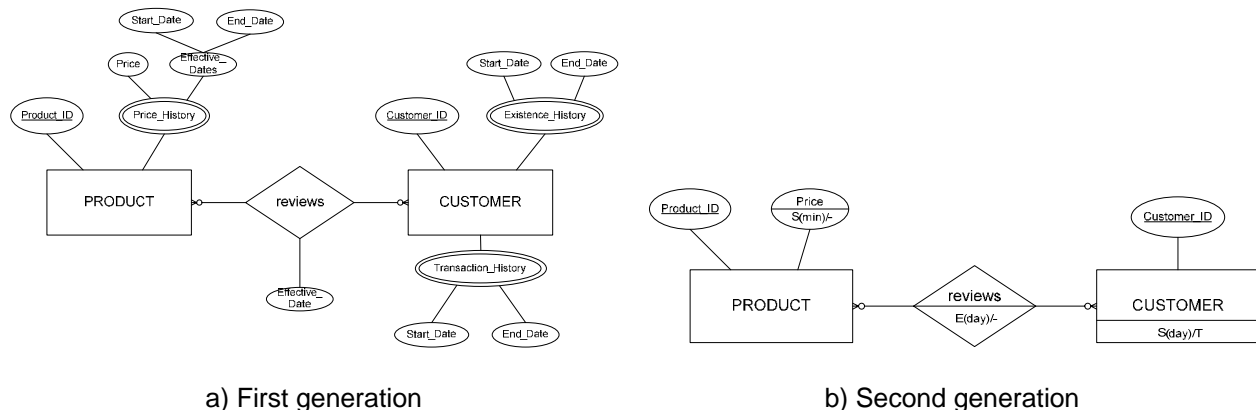 Start_Date
End_Date
Price
Effective_
Dates
Start_Date
End_Date
Product_ID
Price_History
Customer_ID
Existence_History
PRODUCT
reviews
CUSTOMER
Transaction_History
Effective_
Date
Start_Date
End_Date
a) First generation
Product_ID
Price
S(min)/-
Customer_ID
PRODUCT
reviews
E(day)/-
CUSTOMER
S(day)/T
b) Second generation